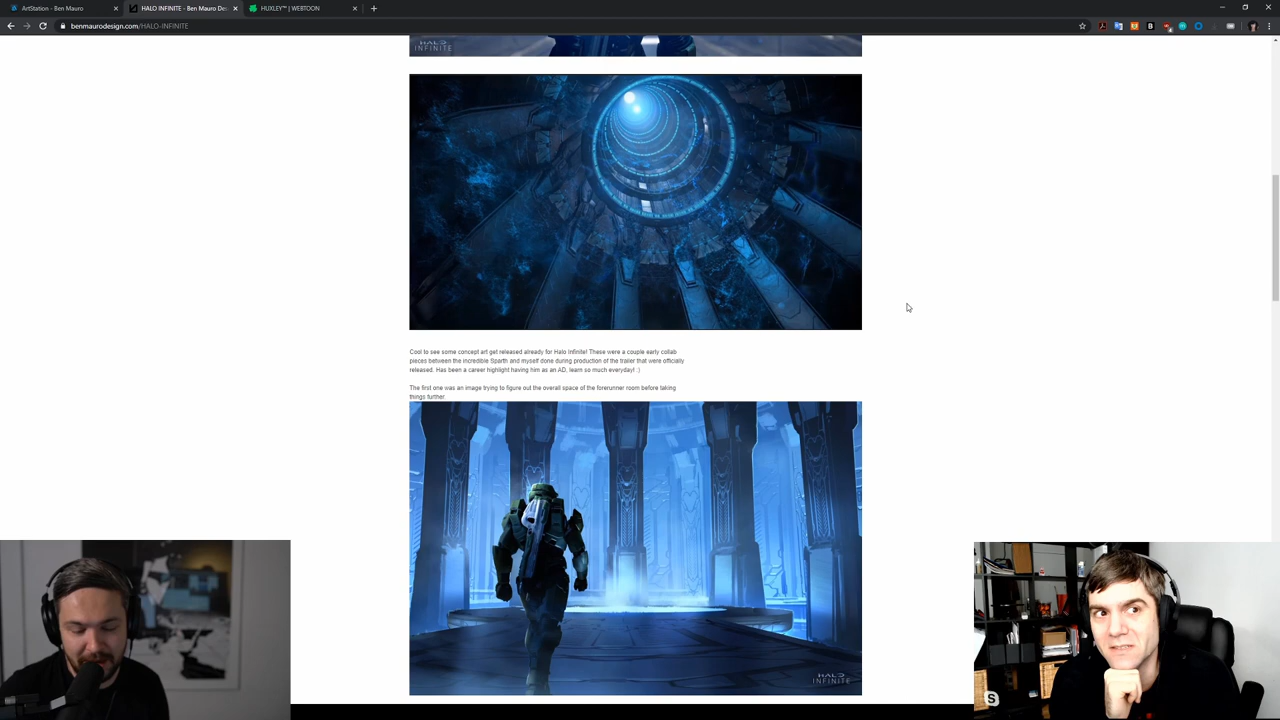 ArtStation - Ben Mauro
HALO INFINITE - Ben Mauro Des
HUXLEY™ | WEBTOON
benmaurodesign.com/HALO-INFINITE
HALO
INFINITE
Cool to see some concept art get released already for Halo Infinite! These were a couple early collab
pieces between the incredible Sparth and myself done during production of the trailer that were officially
released. Has been a career highlight having him as an AD, learn so much everyday! :)
The first one was an image trying to figure out the overall space of the forerunner room before taking
things further.
HALO
INFINITE
S